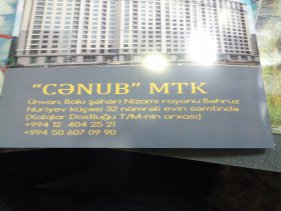 “CƏNUB” MTK
Ünvan: Bakı şəhəri Nizami rayonu Bəhruz
Nuriyev küçəsi 32 nömrəli evin səmtində
(Xalqlar Dostluğu T/M-nin arxası)
+994 12 404 25 21
+994 50 607 09 90